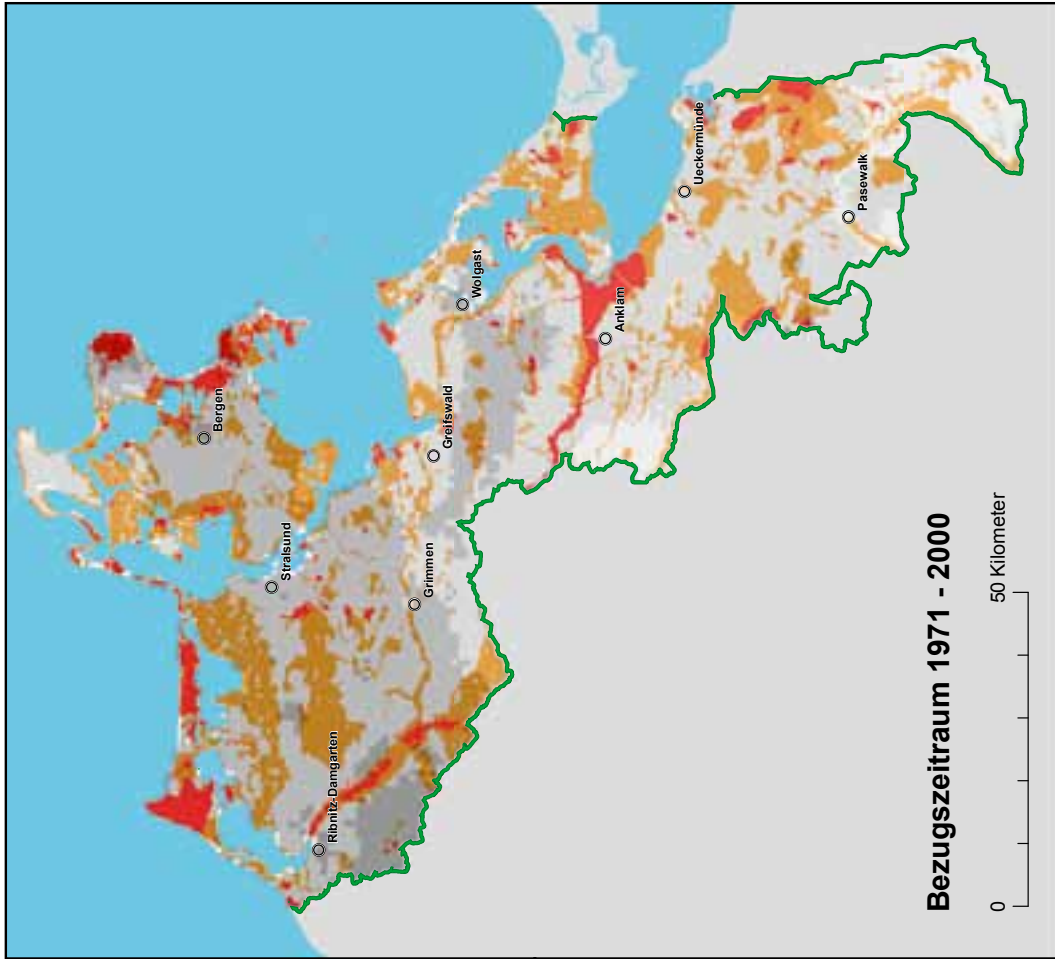 Bergen
Stralsund
Ribnitz-Damgarten
Grimmen
Greifswald
Wolgast
Anklam
Ueckermünde
Pasewalk
Bezugszeitraum 1971 - 2000
0 50 Kilometer